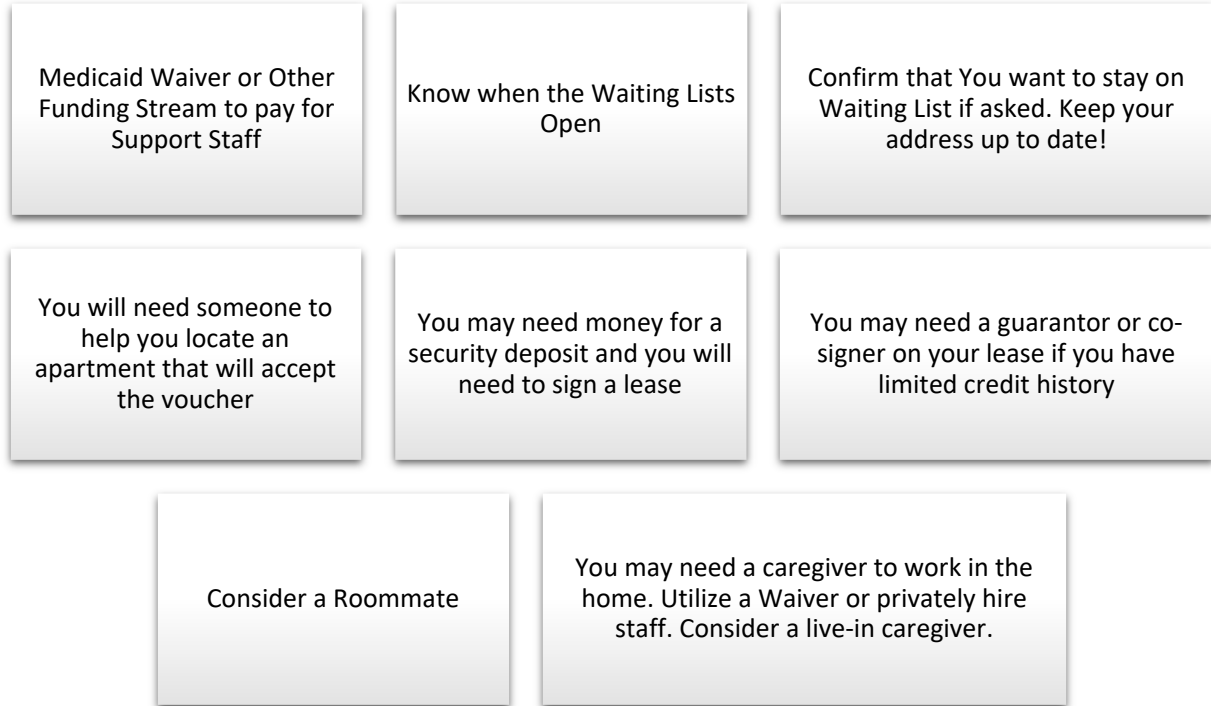 Medicaid Waiver or Other
Funding Stream to pay for
Support Staff
Know when the Waiting Lists
Open
Confirm that You want to stay on
Waiting List if asked. Keep your
address up to date!
You will need someone to
help you locate an
apartment that will accept
the voucher
You may need money for a
security deposit and you will
need to sign a lease
You may need a guarantor or co-
signer on your lease if you have
limited credit history
Consider a Roommate
You may need a caregiver to work in the
home. Utilize a Waiver or privately hire
staff. Consider a live-in caregiver.